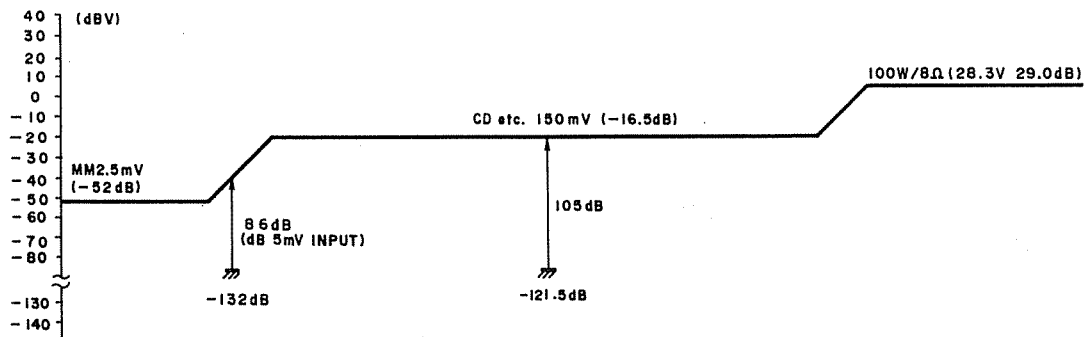 40 (dBV)
30
20
10
0
-10
-20
-30
-40
-50
-60
-70
-80
-130
-140
MM2.5mV
(-52dB)
86dB
(dB 5mV INPUT)
-132dB
CD etc. 150mV (-16.5dB)
105dB
-121.5dB
100W/8Ω (28.3V 29.0dB)